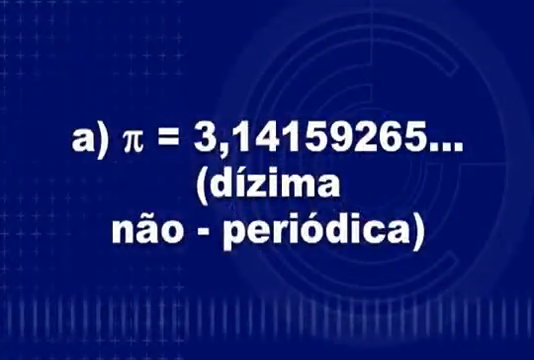 a) π = 3,14159265...
(dízima
não - periódica)